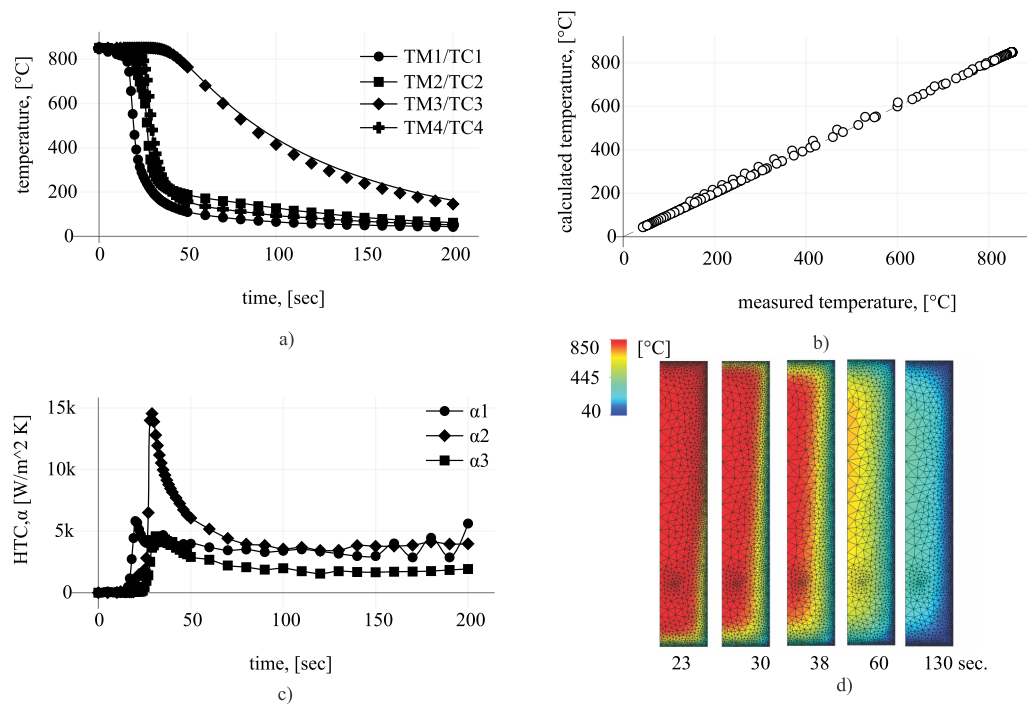 temperature, [°C]
800
600
400
200
0
TM1/TC1
TM2/TC2
TM3/TC3
TM4/TC4
0
50
100
150
200
time, [sec]
a)
calculated temperature, [°C]
800
600
400
200
0
0
200
400
600
800
measured temperature, [°C]
b)
HTC,α [W/m^2 K]
15k
10k
5k
0
α1
α2
α3
0
50
100
150
200
time, [sec]
c)
850
[°C]
445
40
23 30 38 60 130 sec.
d)